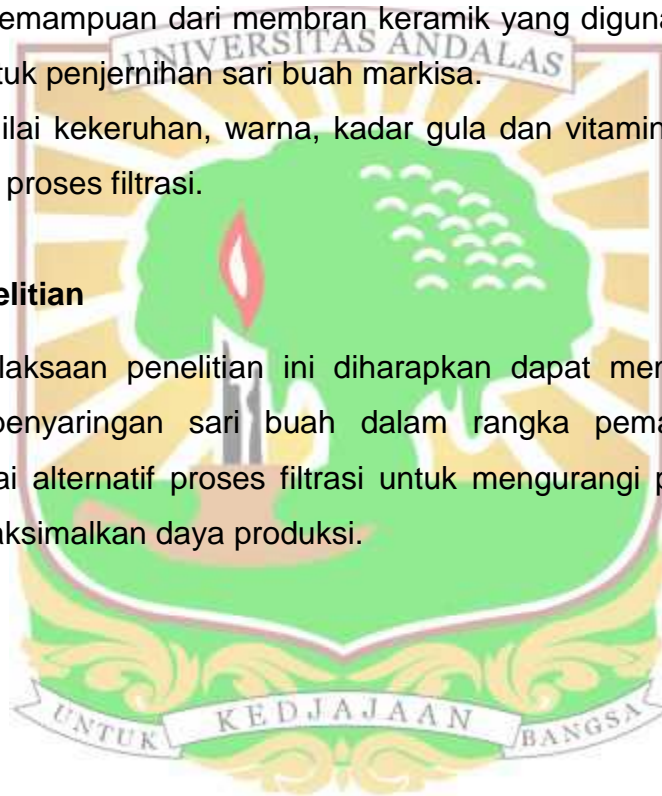 emampuan dari membran keramik yang diguna
UNIVERSITAS ANDALAS
tuk penjernihan sari buah markisa.
ilai kekeruhan, warna, kadar gula dan vitamin
proses filtrasi.
elitian
laksaan penelitian ini diharapkan dapat mer
penyaringan sari buah dalam rangka pema
ai alternatif proses filtrasi untuk mengurangi p
aksimalkan daya produksi.
UNTUK KEDJAJAAN BANGSA